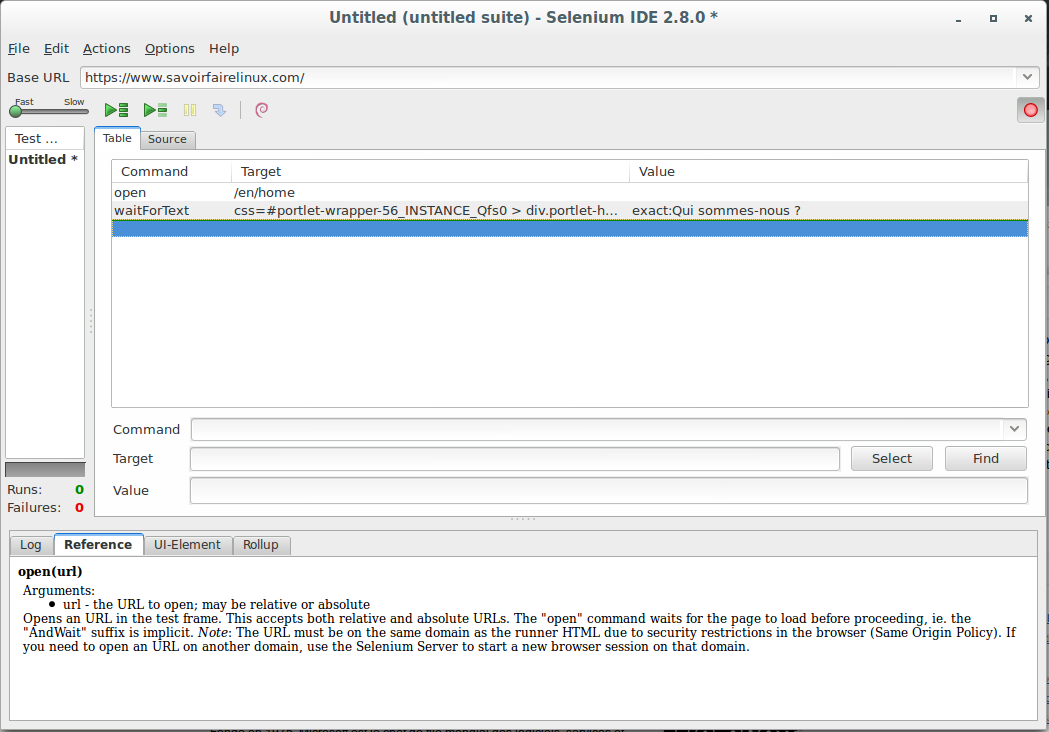 Untitled (untitled suite) - Selenium IDE 2.8.0 *
File Edit Actions Options Help
Base URL https://www.savoirfairelinux.com/
Fast Slow
Test ...
Untitled *
Table Source
Command Target Value
open /en/home
waitForText css=#portlet-wrapper-56_INSTANCE_Qfs0 > div.portlet-h... exact:Qui sommes-nous ?
Command
Target Select Find
Value
Runs: 0
Failures: 0
Log Reference UI-Element Rollup
open(url)
Arguments:
• url - the URL to open; may be relative or absolute
Opens an URL in the test frame. This accepts both relative and absolute URLs. The "open" command waits for the page to load before proceeding, ie. the
"AndWait" suffix is implicit. Note: The URL must be on the same domain as the runner HTML due to security restrictions in the browser (Same Origin Policy). If
you need to open an URL on another domain, use the Selenium Server to start a new browser session on that domain.